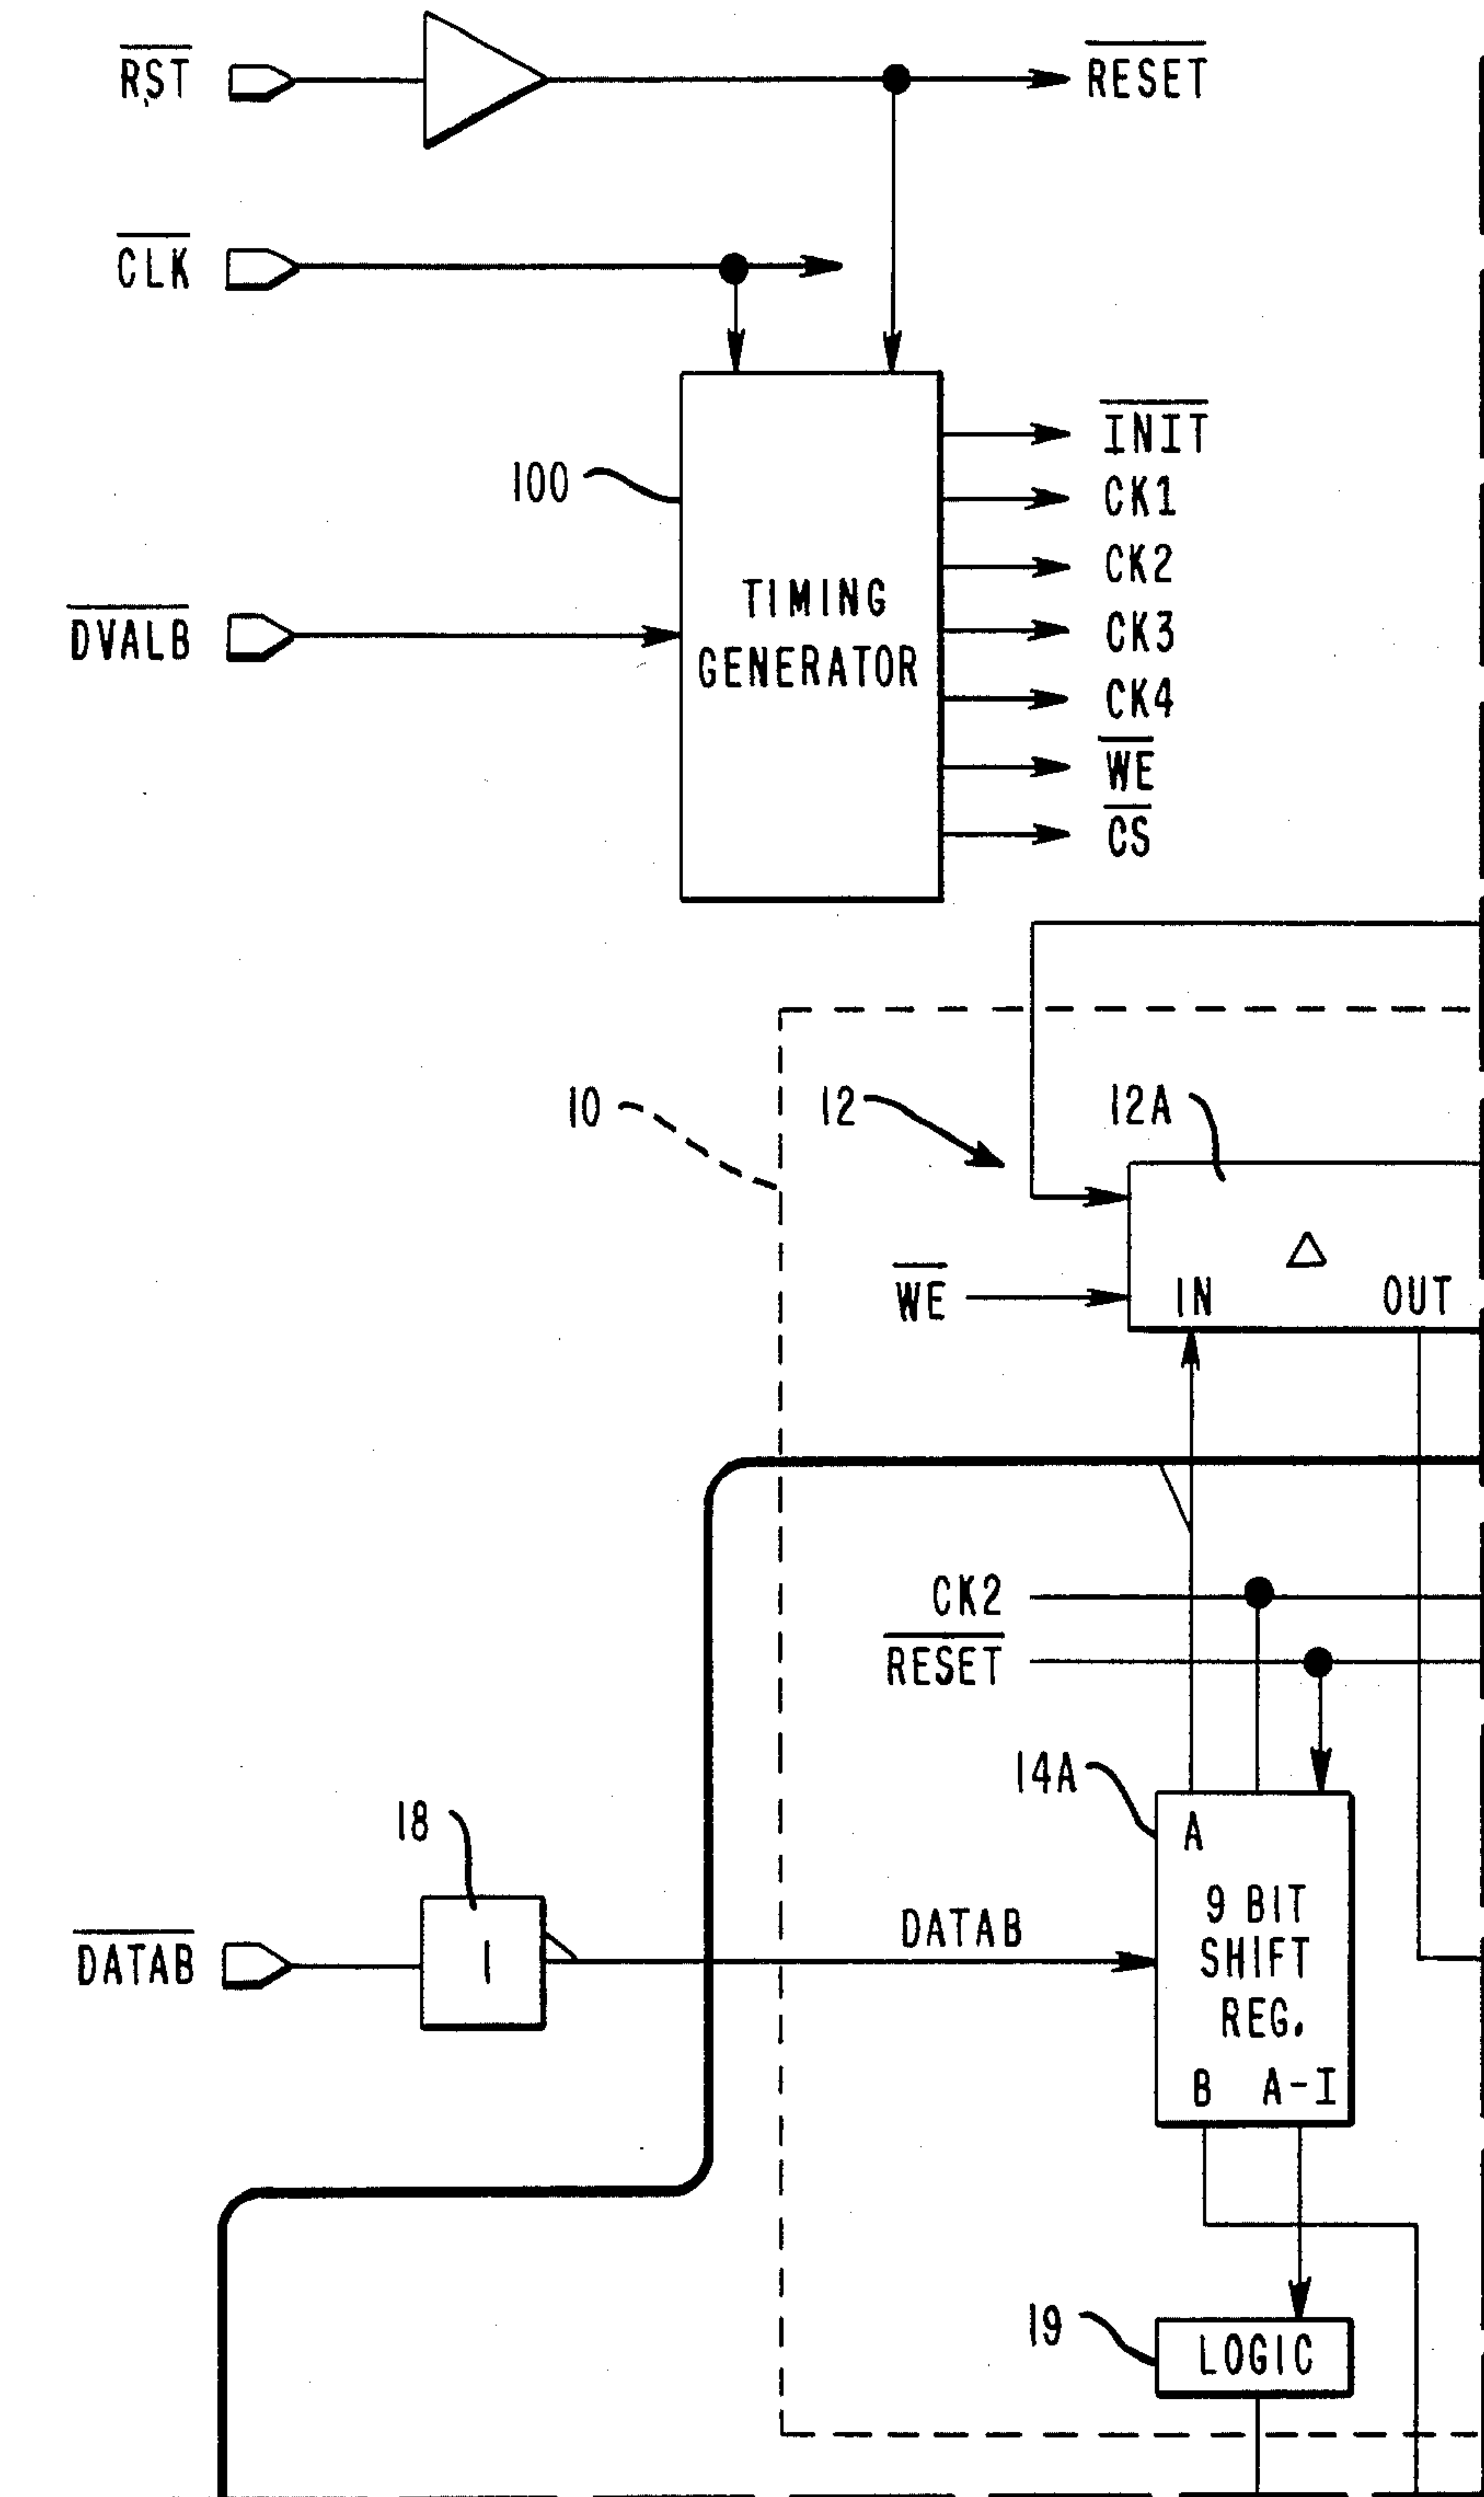 RST
RESET
CLK
INIT
100
CK1
CK2
TIMING
GENERATOR
DVALB
CK3
CK4
WE
CS
10
12
12A
Δ
WE
IN
OUT
CK2
RESET
14A
A
18
9 BIT
SHIFT
REG.
DATAB
DATAB
I
B
A-I
19
LOGIC